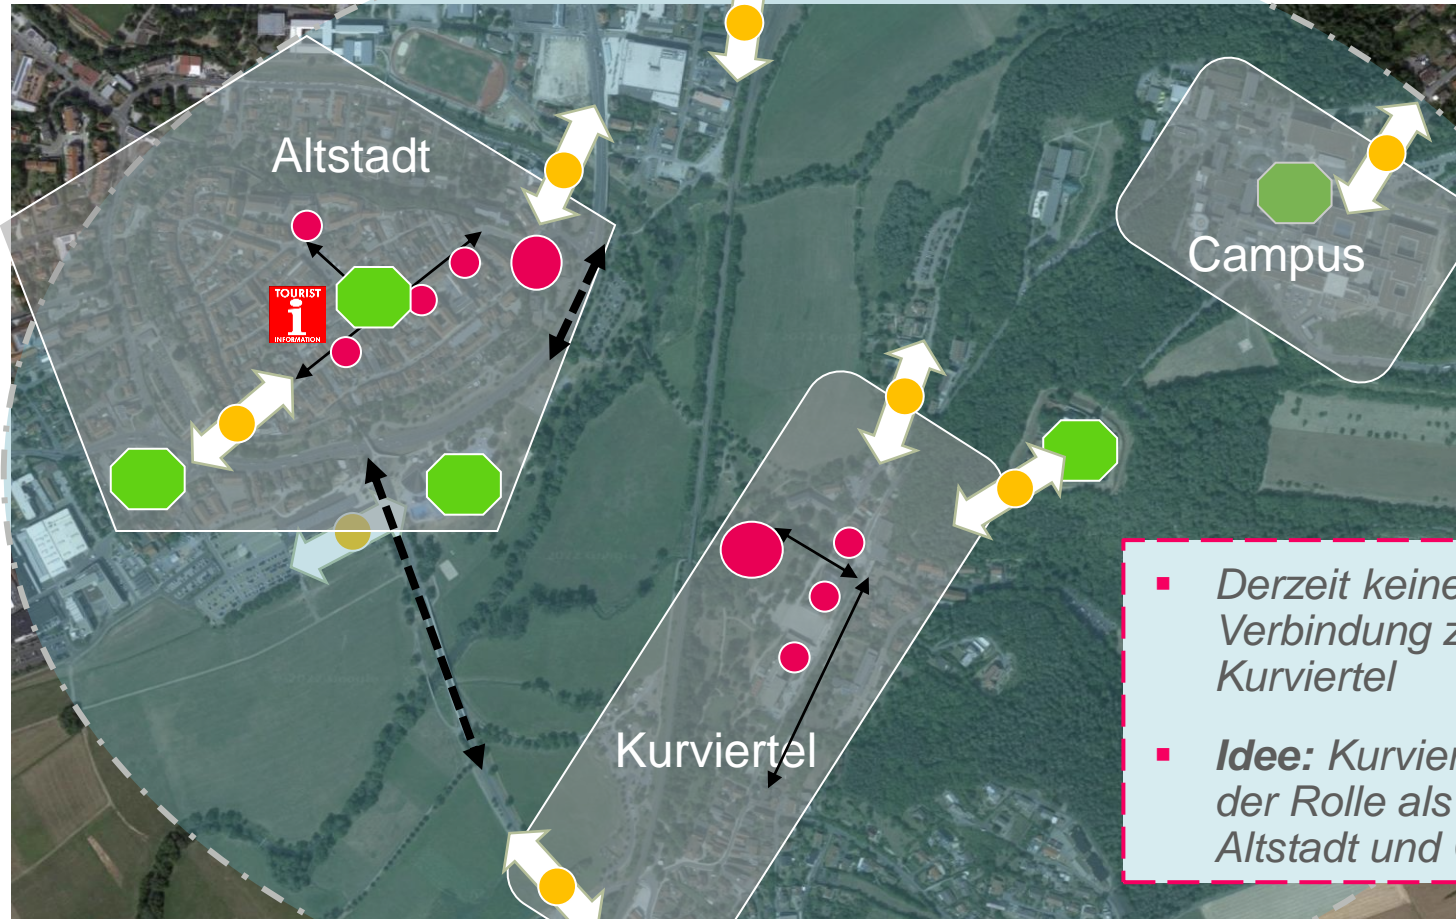 Altstadt
Campus
TOURIST
i
INFORMATION
Derzeit keine
Verbindung z
Kurviertel
Idee: Kurvier
der Rolle als
Altstadt und
Kurviertel